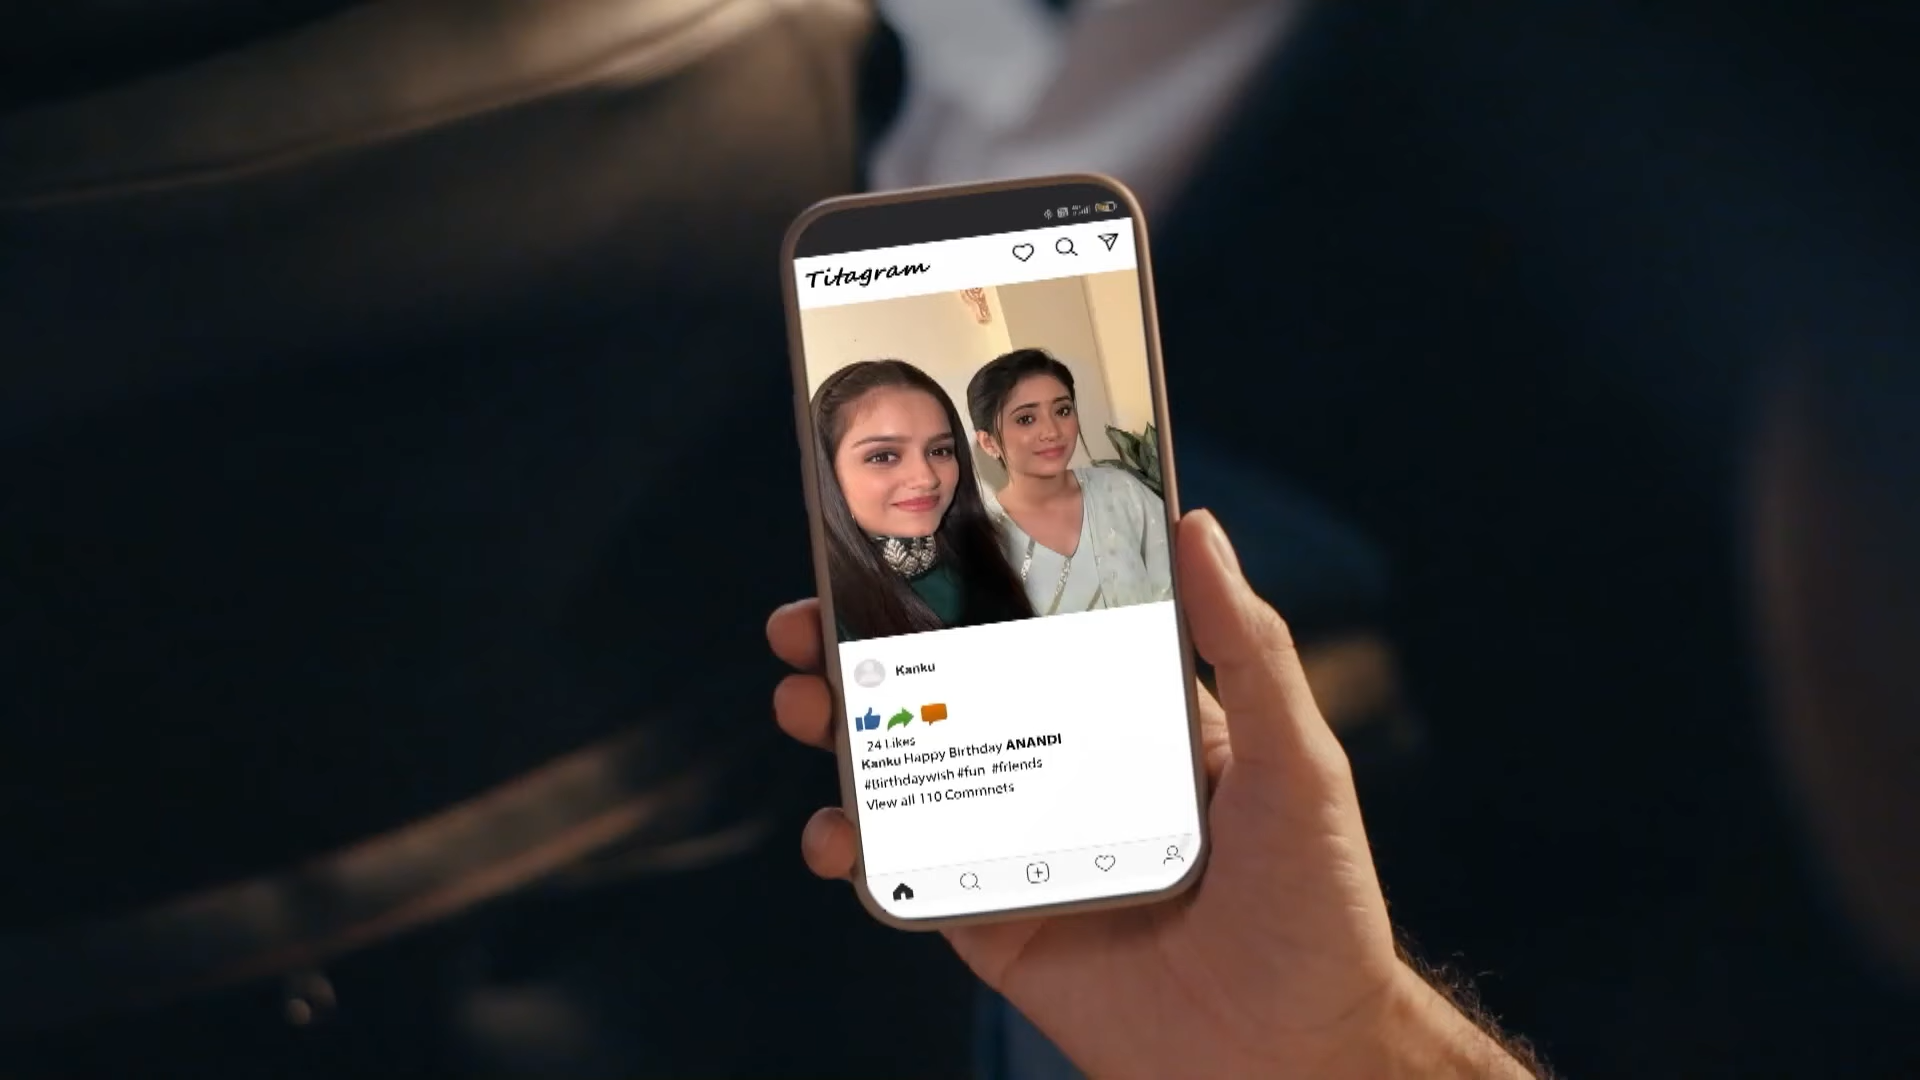 Titagram
Kanku
24 Likes
Kanku Happy Birthday ANANDI
#Birthdaywish #fun #friends
View all 110 Commnets